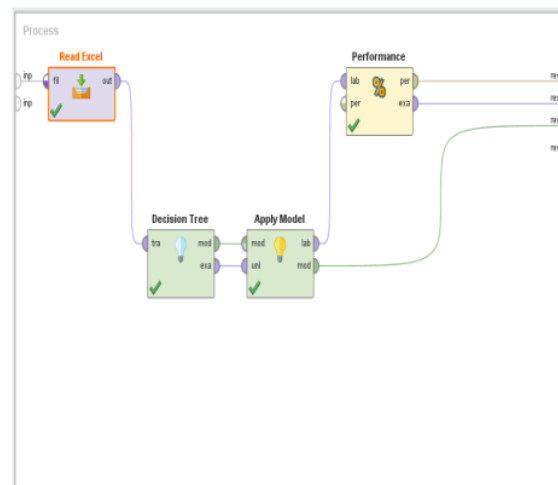 Process
Read Excel
inp
fil
out
inp
Performance
lab
per
res
per
exa
res
res
res
%
Decision Tree
tra
mod
exa
Apply Model
mod
lab
unl
mod